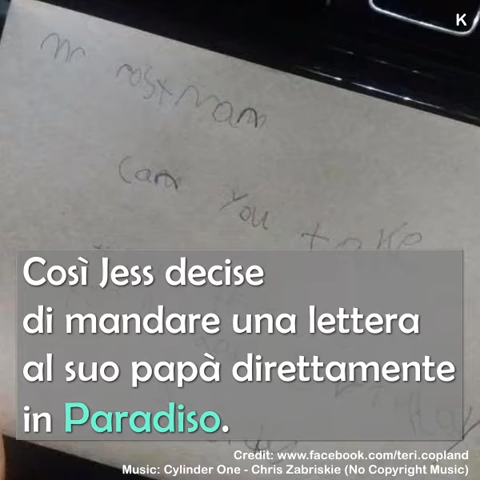 K
Mr Postmam
Can you take
Così Jess decise
di mandare una lettera
al suo papà direttamente
in Paradiso.
Credit: www.facebook.com/teri.copland
Music: Cylinder One - Chris Zabriskie (No Copyright Music)